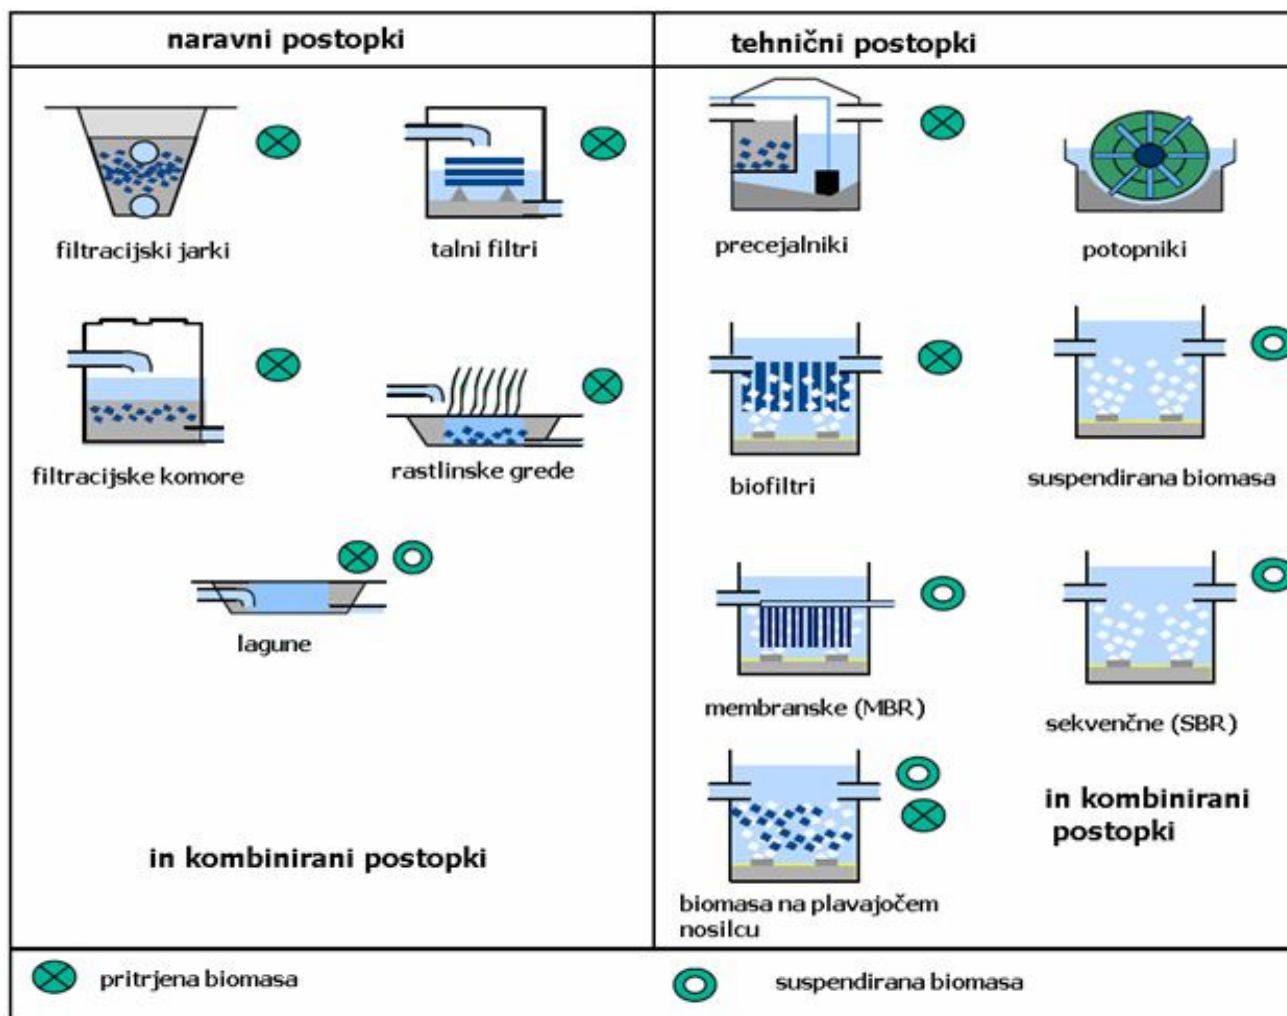 naravni postopki
tehnični postopki
filtracijski jarki
talni filtri
precejalniki
potopniki
filtracijske komore
rastlinske grede
biofiltri
suspendirana biomasa
lagune
membranske (MBR)
sekvenčne (SBR)
in kombinirani postopki
biomasa na plavajočem
nosilcu
in kombinirani
postopki
pritrjena biomasa
suspendirana biomasa